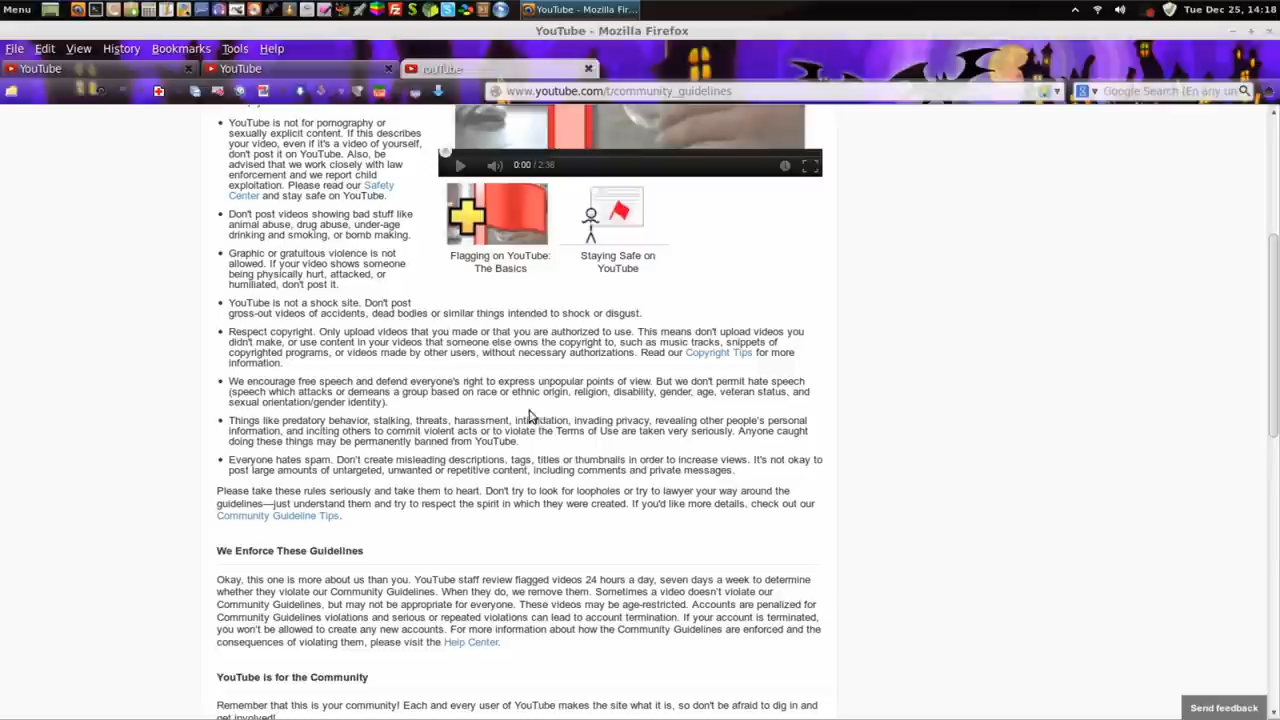 Menu
YouTube - Mozilla Fir...
Tue Dec 25, 14:18
YouTube - Mozilla Firefox
File Edit View History Bookmarks Tools Help
YouTube
YouTube
YouTube
www.youtube.com/t/community_guidelines
Google Search (En any un
YouTube is not for pornography or
sexually explicit content. If this describes
your video, even if it's a video of yourself,
don't post it on YouTube. Also, be
advised that we work closely with law
enforcement and we report child
exploitation. Please read our Safety
Center and stay safe on YouTube.
0:00 / 2:36
Don't post videos showing bad stuff like
animal abuse, drug abuse, under-age
drinking and smoking, or bomb making.
Graphic or gratuitous violence is not
allowed. If your video shows someone
being physically hurt, attacked, or
humiliated, don't post it.
Flagging on YouTube:
The Basics
Staying Safe on
YouTube
YouTube is not a shock site. Don't post
gross-out videos of accidents, dead bodies or similar things intended to shock or disgust.
Respect copyright. Only upload videos that you made or that you are authorized to use. This means don't upload videos you
didn't make, or use content in your videos that someone else owns the copyright to, such as music tracks, snippets of
copyrighted programs, or videos made by other users, without necessary authorizations. Read our Copyright Tips for more
information.
We encourage free speech and defend everyone's right to express unpopular points of view. But we don't permit hate speech
(speech which attacks or demeans a group based on race or ethnic origin, religion, disability, gender, age, veteran status, and
sexual orientation/gender identity).
Things like predatory behavior, stalking, threats, harassment, intimidation, invading privacy, revealing other people's personal
information, and inciting others to commit violent acts or to violate the Terms of Use are taken very seriously. Anyone caught
doing these things may be permanently banned from YouTube.
Everyone hates spam. Don't create misleading descriptions, tags, titles or thumbnails in order to increase views. It's not okay to
post large amounts of untargeted, unwanted or repetitive content, including comments and private messages.
Please take these rules seriously and take them to heart. Don't try to look for loopholes or try to lawyer your way around the
guidelines—just understand them and try to respect the spirit in which they were created. If you'd like more details, check out our
Community Guideline Tips.
We Enforce These Guidelines
Okay, this one is more about us than you. YouTube staff review flagged videos 24 hours a day, seven days a week to determine
whether they violate our Community Guidelines. When they do, we remove them. Sometimes a video doesn't violate our
Community Guidelines, but may not be appropriate for everyone. These videos may be age-restricted. Accounts are penalized for
Community Guidelines violations and serious or repeated violations can lead to account termination. If your account is terminated,
you won't be allowed to create any new accounts. For more information about how the Community Guidelines are enforced and the
consequences of violating them, please visit the Help Center.
YouTube is for the Community
Remember that this is your community! Each and every user of YouTube makes the site what it is, so don't be afraid to dig in and
get involved!
Send feedback